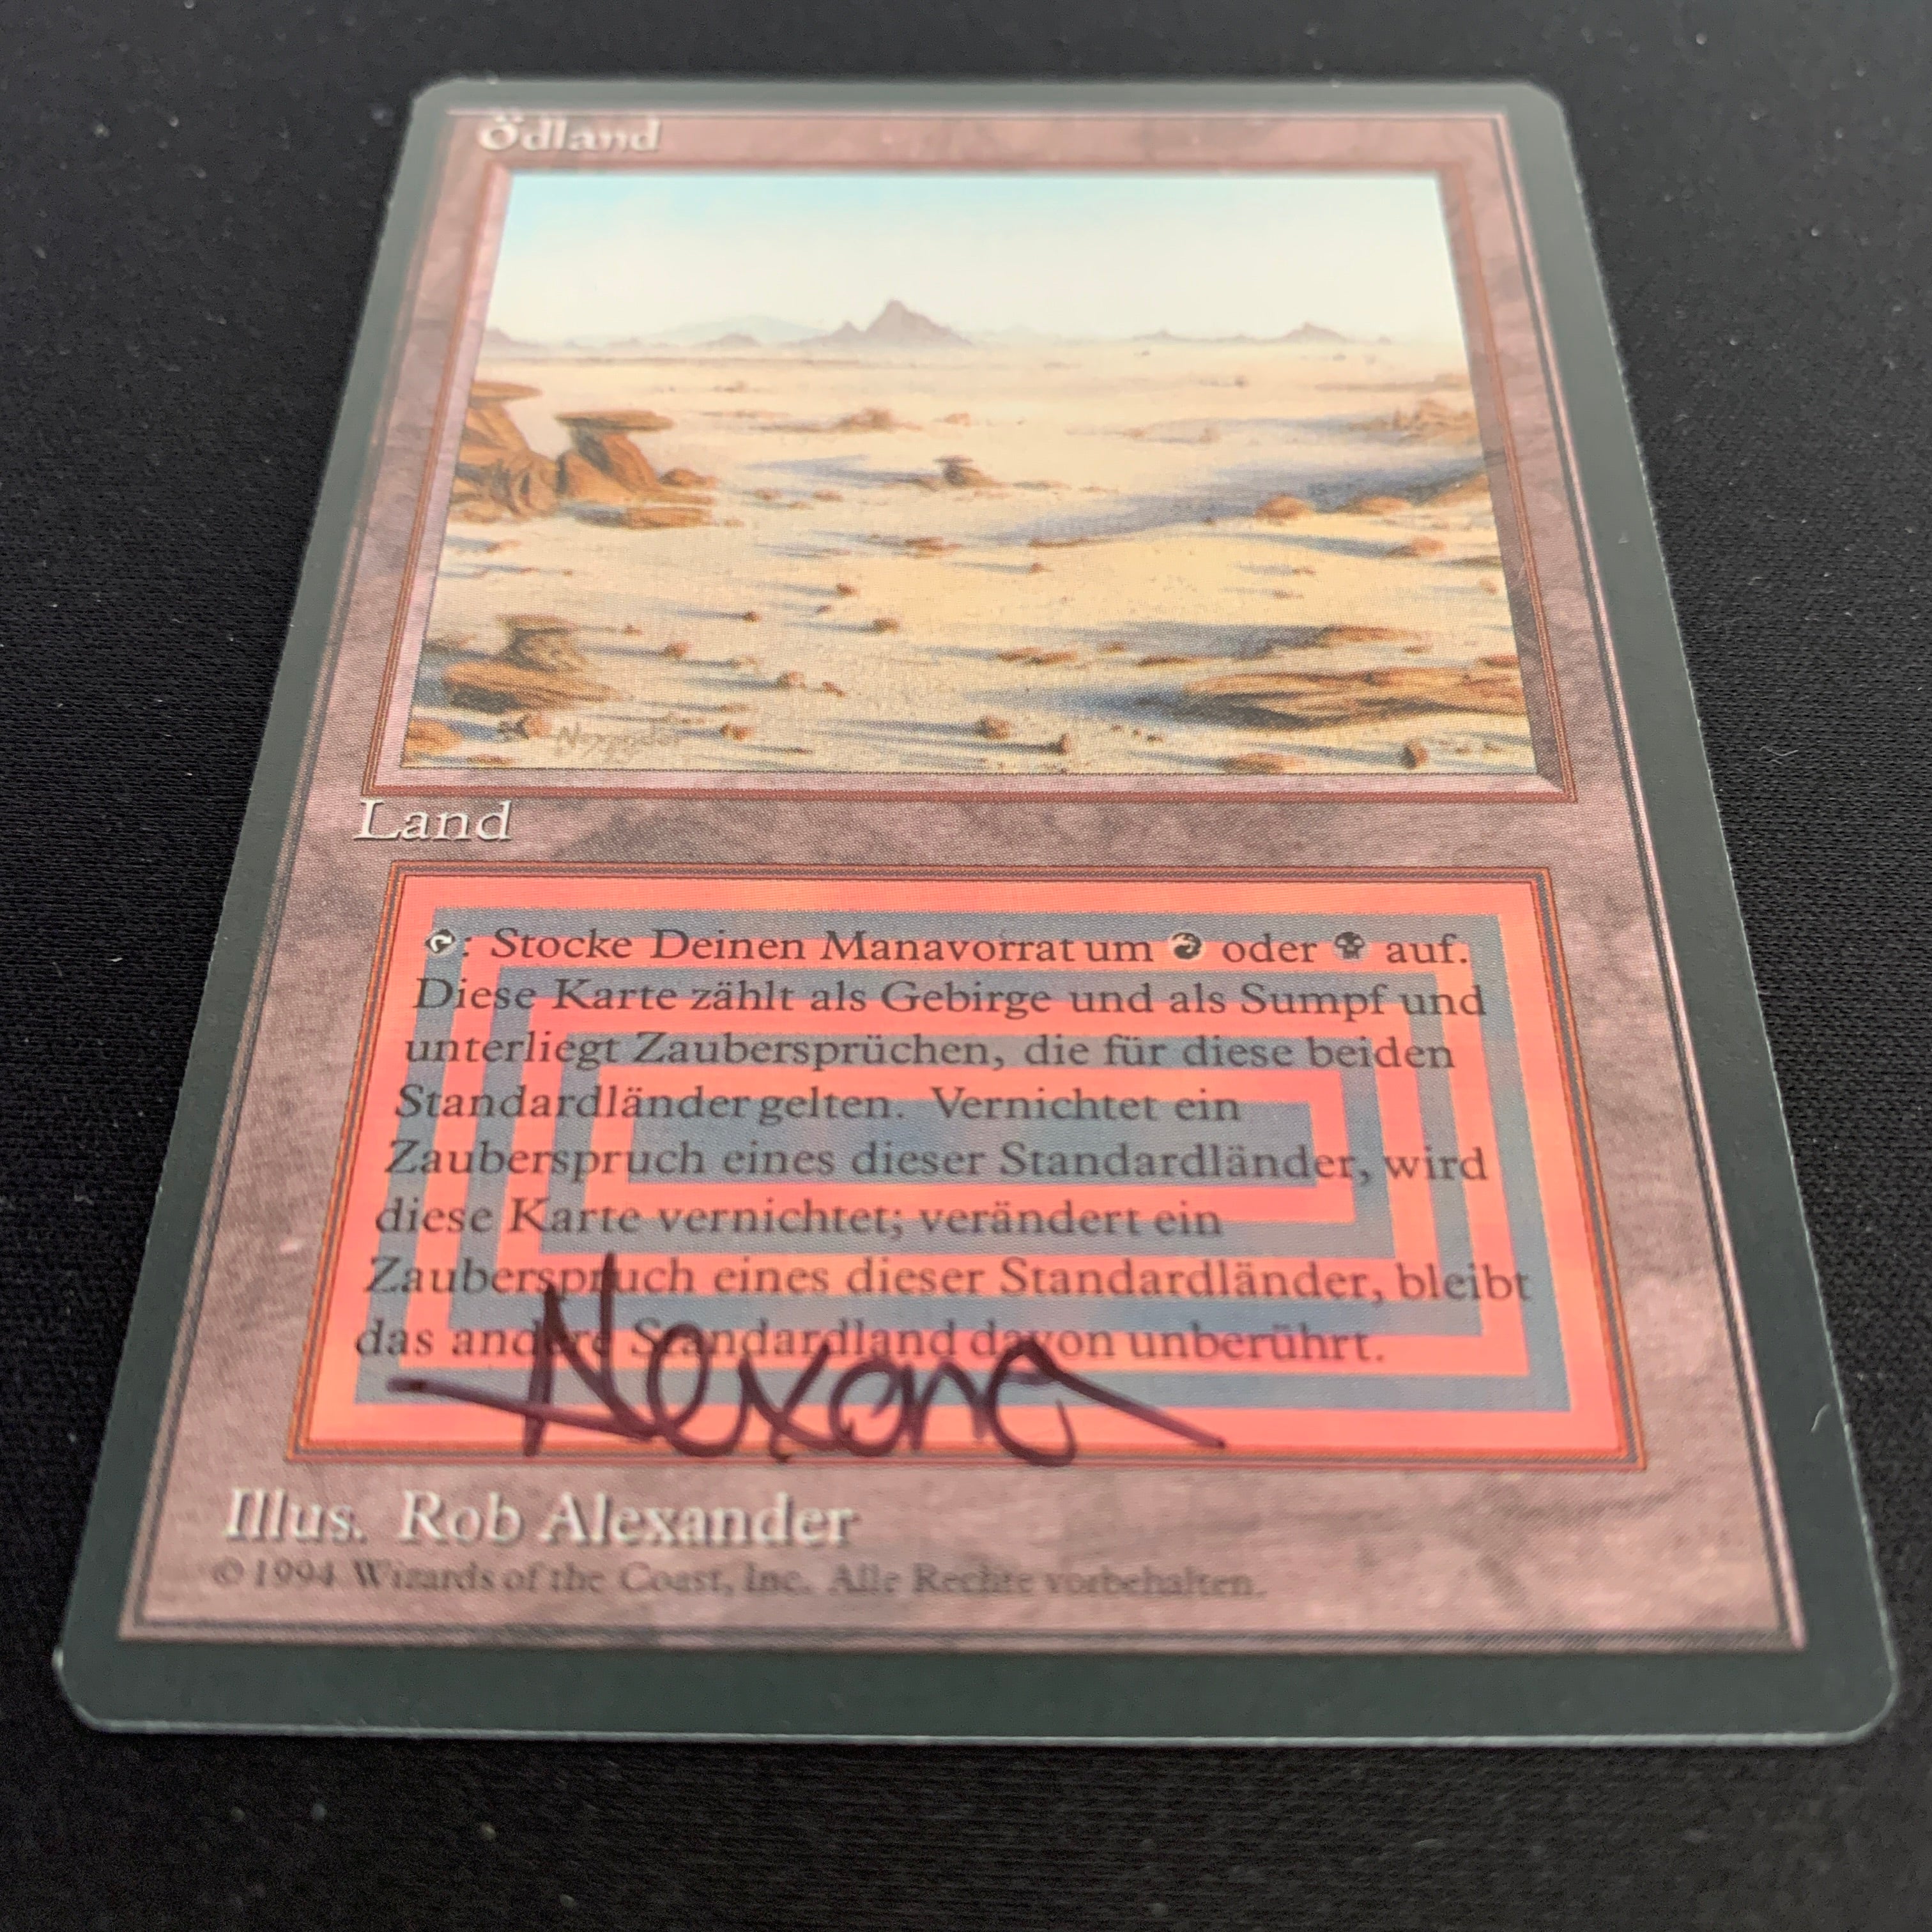 Ödland
Land
: Stocke Deinen Manavorrat um oder auf.
Diese Karte zählt als Gebirge und als Sumpf und
unterliegt Zaubersprüchen, die für diese beiden
Standardländer gelten. Vernichtet ein
Zauberspruch eines dieser Standardländer, wird
diese Karte vernichtet; verändert ein
Zauberspruch eines dieser Standardländer, bleibt
das andere Standardland davon unberührt.
Illus. Rob Alexander
© 1994 Wizards of the Coast, Inc. Alle Rechte vorbehalten.